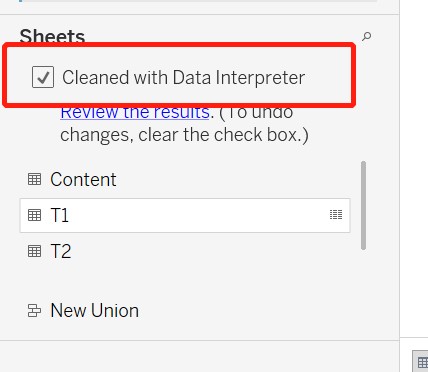 Sheets
Cleaned with Data Interpreter
Review the results. (To undo
changes, clear the check box.)
Content
T1
T2
New Union